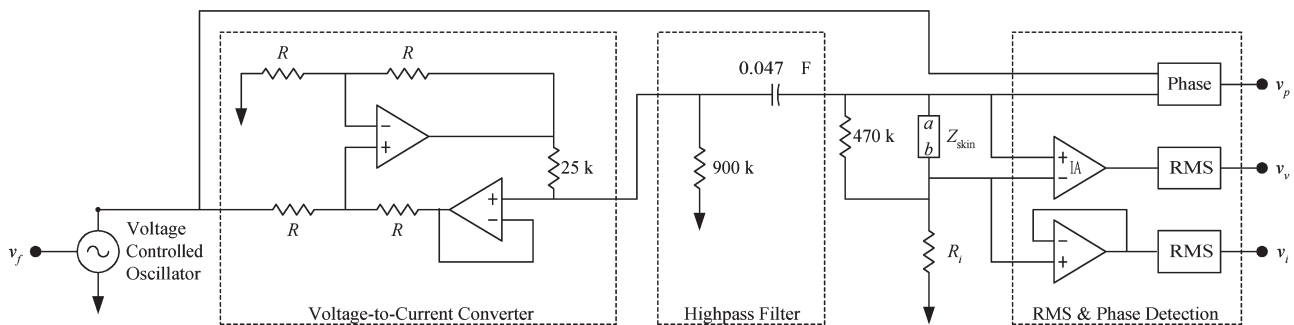 R
R
0.047 F
Phase
v_p
a
b
Z_skin
470 k
900 k
25 k
−
+
+
−
+
−
IA
RMS
v_v
R
R
Voltage
Controlled
Oscillator
v_f
R_i
−
+
RMS
v_i
Voltage-to-Current Converter
Highpass Filter
RMS & Phase Detection